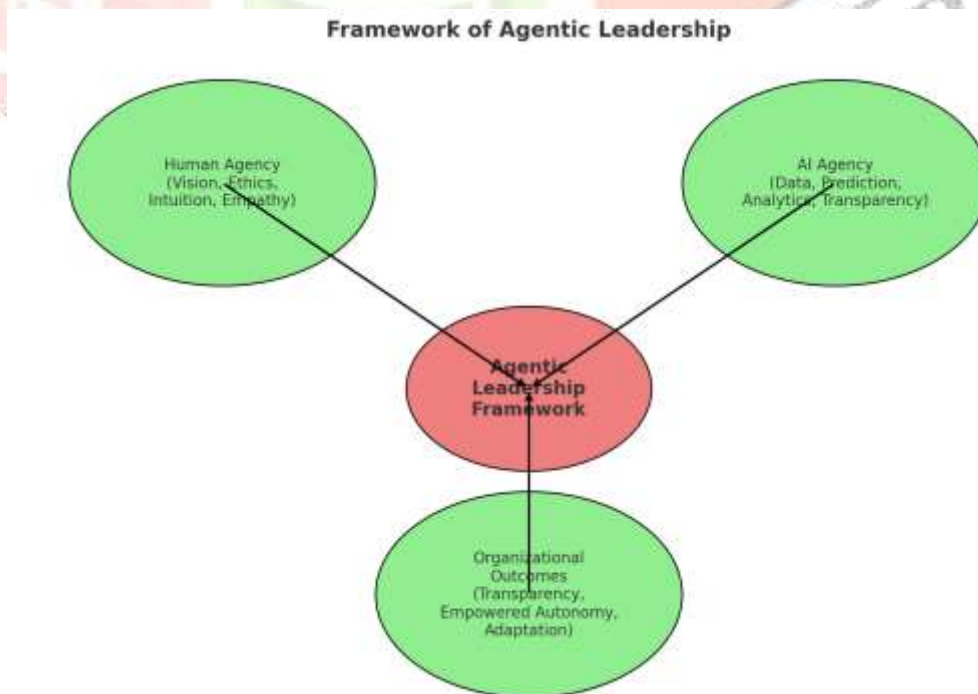 Framework of Agentic Leadership
Human Agency
(Vision, Ethics,
Intuition, Empathy)
AI Agency
(Data, Prediction,
Analytics, Transparency)
Agentic
Leadership
Framework
Organizational
Outcomes
(Transparency,
Empowered Autonomy,
Adaptation)